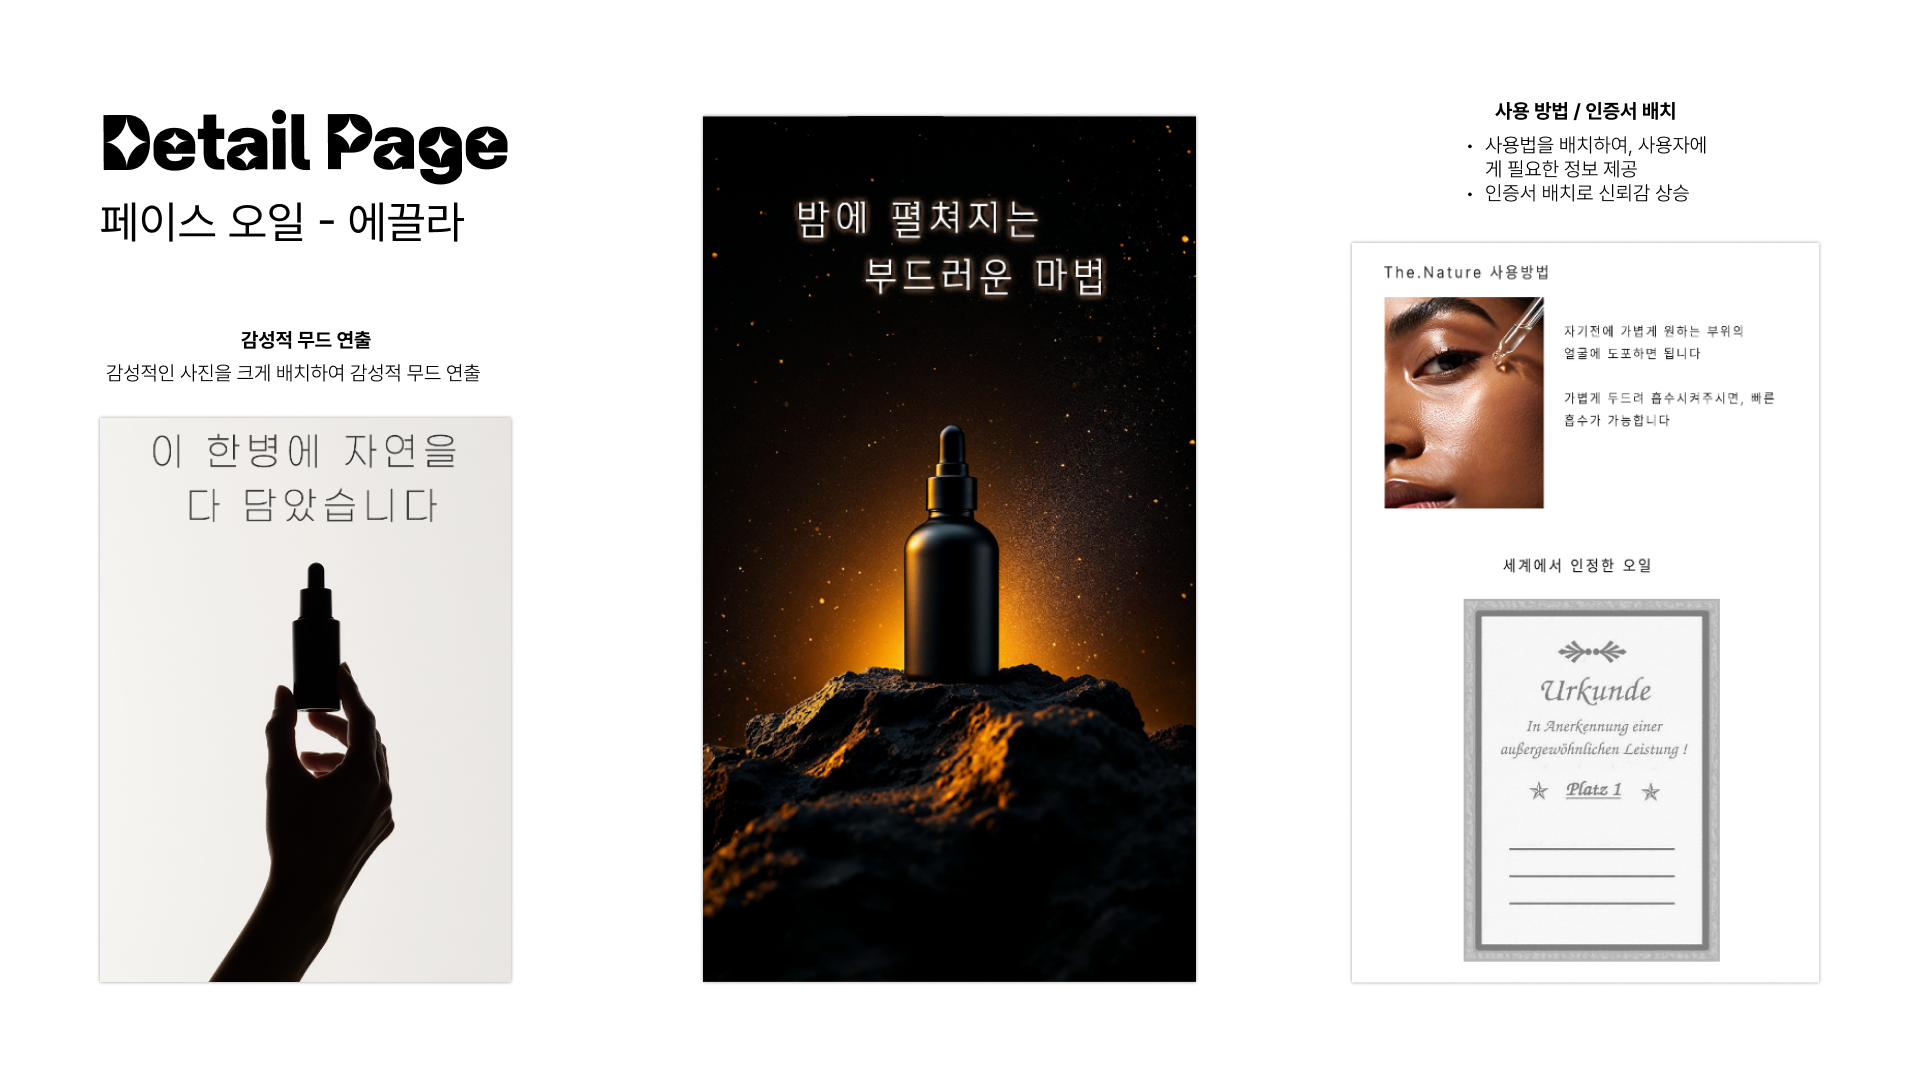 Detail Page
페이스 오일 - 에끌라
감성적 무드 연출
감성적인 사진을 크게 배치하여 감성적 무드 연출
이 한병에 자연을
다 담았습니다
밤에 펼쳐지는
부드러운 마법
사용 방법 / 인증서 배치
• 사용법을 배치하여, 사용자에
게 필요한 정보 제공
• 인증서 배치로 신뢰감 상승
The.Nature 사용방법
자기전에 가볍게 원하는 부위의
얼굴에 도포하면 됩니다
가볍게 두드려 흡수시켜주시면, 빠른
흡수가 가능합니다
세계에서 인정한 오일
Urkunde
In Anerkennung einer
außergewöhnlichen Leistung !
Platz 1